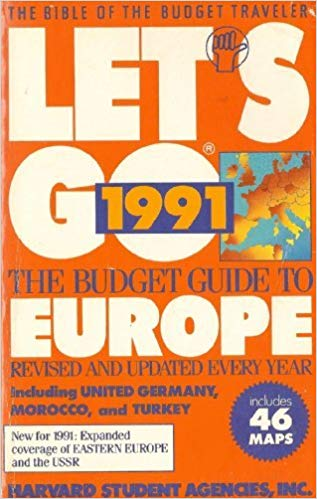 THE BIBLE OF THE BUDGET TRAVELER
LET'S
GO®
1991
THE BUDGET GUIDE TO
EUROPE
REVISED AND UPDATED EVERY YEAR
Including UNITED GERMANY,
MOROCCO, and TURKEY
includes
46
MAPS
New for 1991: Expanded
coverage of EASTERN EUROPE
and the USSR
HARVARD STUDENT AGENCIES, INC.